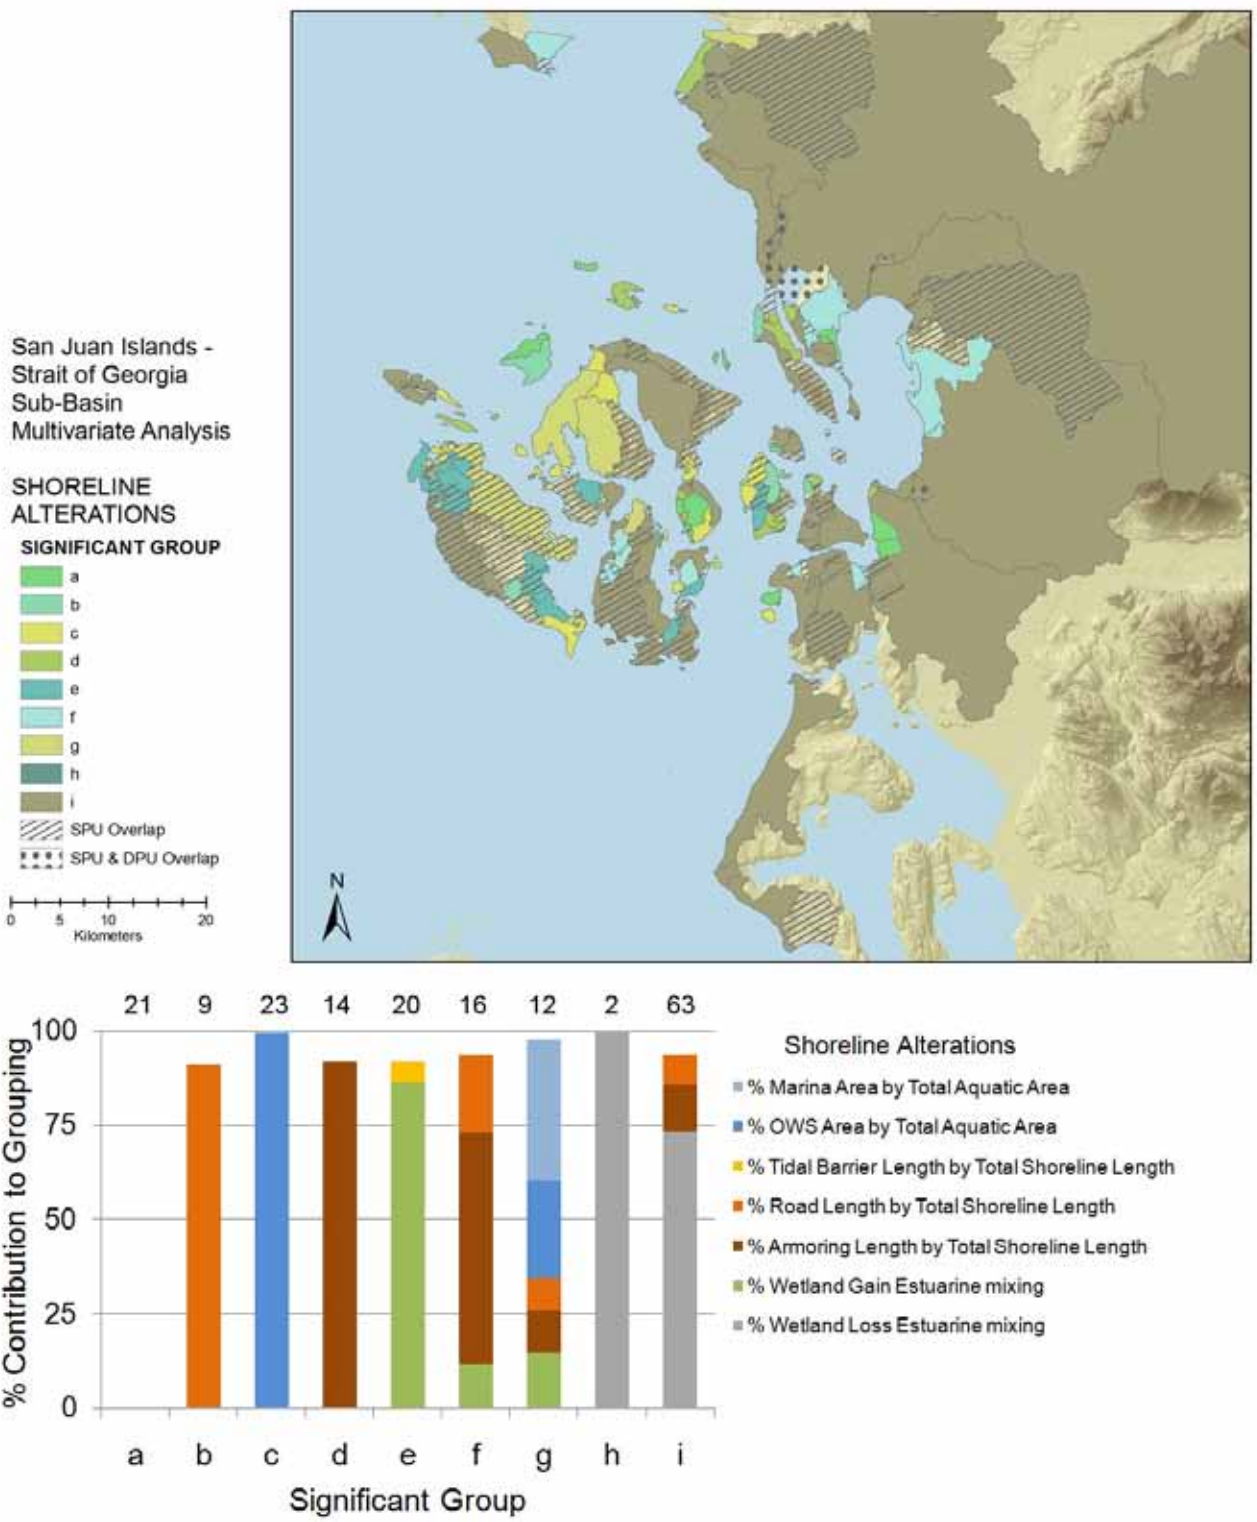 San Juan Islands -
Strait of Georgia
Sub-Basin
Multivariate Analysis
SHORELINE
ALTERATIONS
SIGNIFICANT GROUP
a
b
c
d
e
f
g
h
i
SPU Overlap
SPU & DPU Overlap
0 5 10 20
Kilometers
N
21 9 23 14 20 16 12 2 63
% Contribution to Grouping
100
75
50
25
0
a b c d e f g h i
Significant Group
Shoreline Alterations
% Marina Area by Total Aquatic Area
% OWS Area by Total Aquatic Area
% Tidal Barrier Length by Total Shoreline Length
% Road Length by Total Shoreline Length
% Armoring Length by Total Shoreline Length
% Wetland Gain Estuarine mixing
% Wetland Loss Estuarine mixing